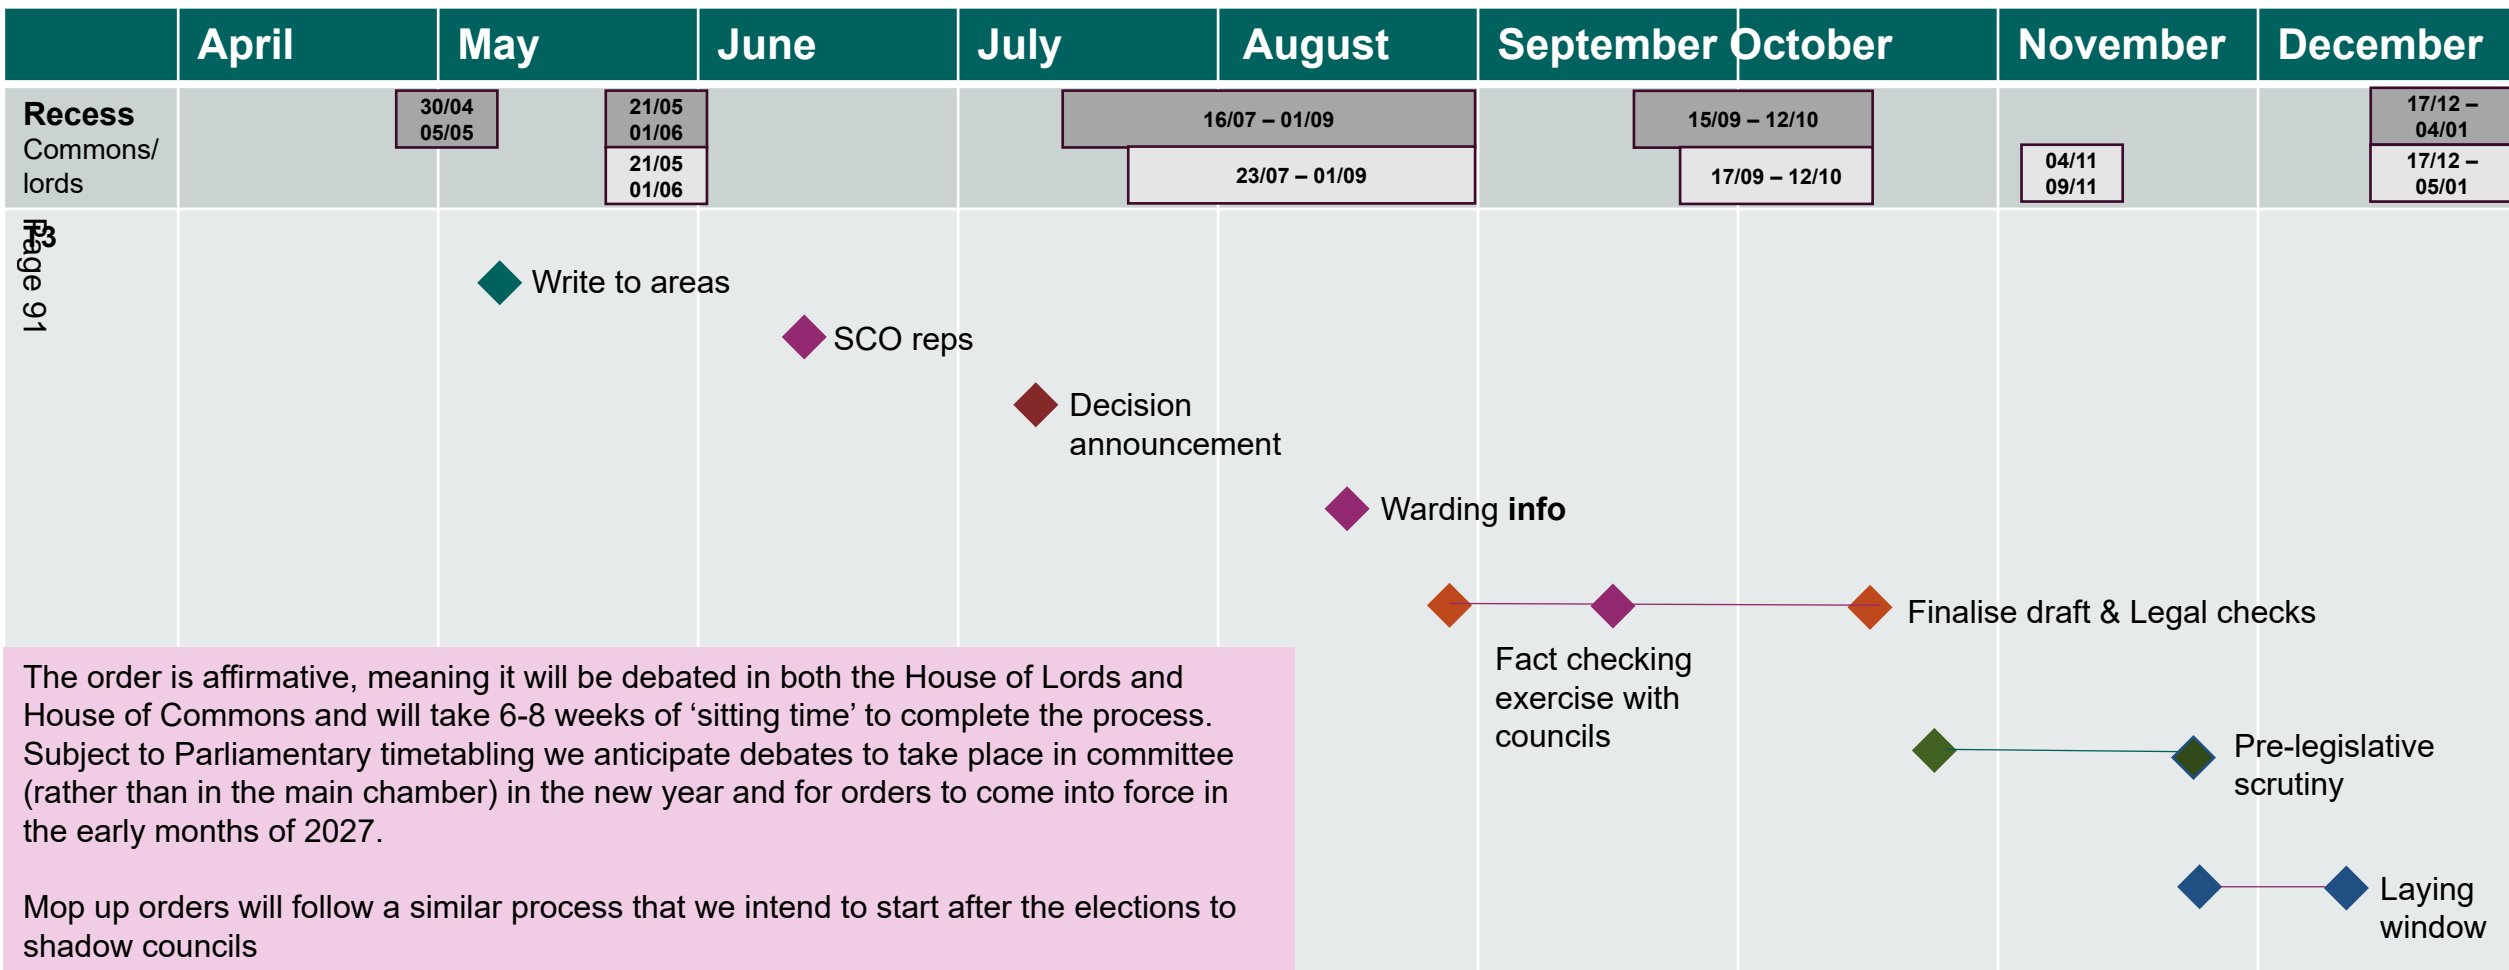 April May June July August September October November December
Recess
Commons/
lords
30/04
05/05
21/05
01/06
16/07 – 01/09
15/09 – 12/10
17/12 –
04/01
21/05
01/06
23/07 – 01/09
17/09 – 12/10
04/11
09/11
17/12 –
05/01
T3
Page 91
Write to areas
SCO reps
Decision
announcement
Warding info
Finalise draft & Legal checks
Fact checking
exercise with
councils
Pre-legislative
scrutiny
Laying
window
The order is affirmative, meaning it will be debated in both the House of Lords and
House of Commons and will take 6-8 weeks of ‘sitting time’ to complete the process.
Subject to Parliamentary timetabling we anticipate debates to take place in committee
(rather than in the main chamber) in the new year and for orders to come into force in
the early months of 2027.
Mop up orders will follow a similar process that we intend to start after the elections to
shadow councils